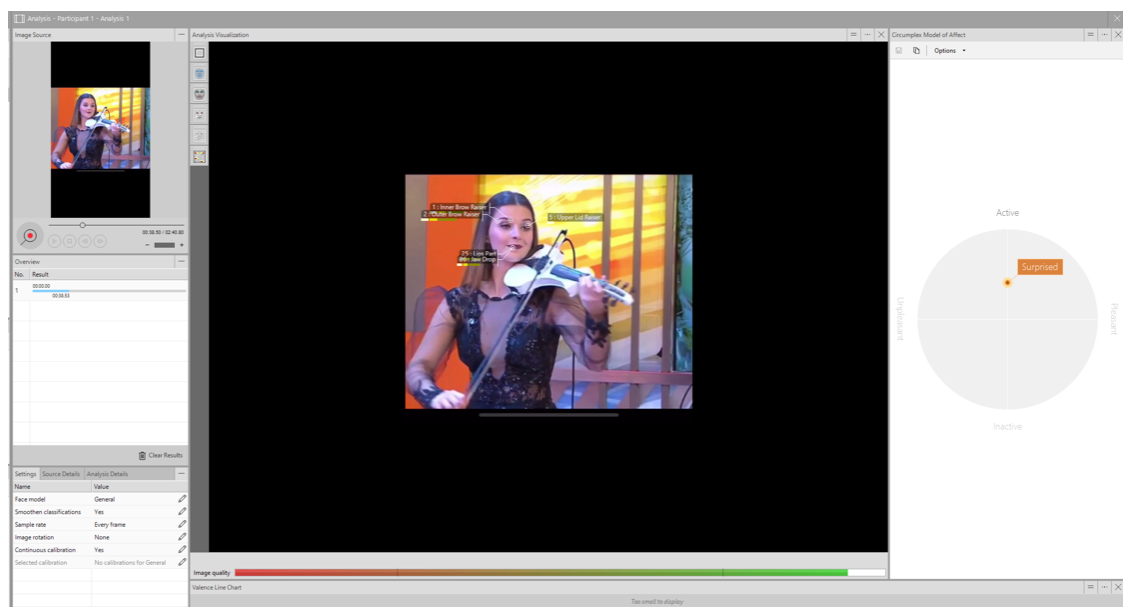 Analysis - Participant 1 - Analysis 1
Image Source
Analysis Visualization
Circumplex Model of Affect
Options
1 : Inner Brow Raiser
2 : Outer Brow Raiser
5 : Upper Lid Raiser
25 : Lips Part
26 : Jaw Drop
00:38.50 / 02:40.80
Overview
No. Result
1
00:00.00
00:38.53
Clear Results
Settings Source Details Analysis Details
Name Value
Face model General
Smoothen classifications Yes
Sample rate Every frame
Image rotation None
Continuous calibration Yes
Selected calibration No calibrations for General
Image quality
Valence Line Chart
Too small to display
Active
Surprised
Unpleasant
Pleasant
Inactive